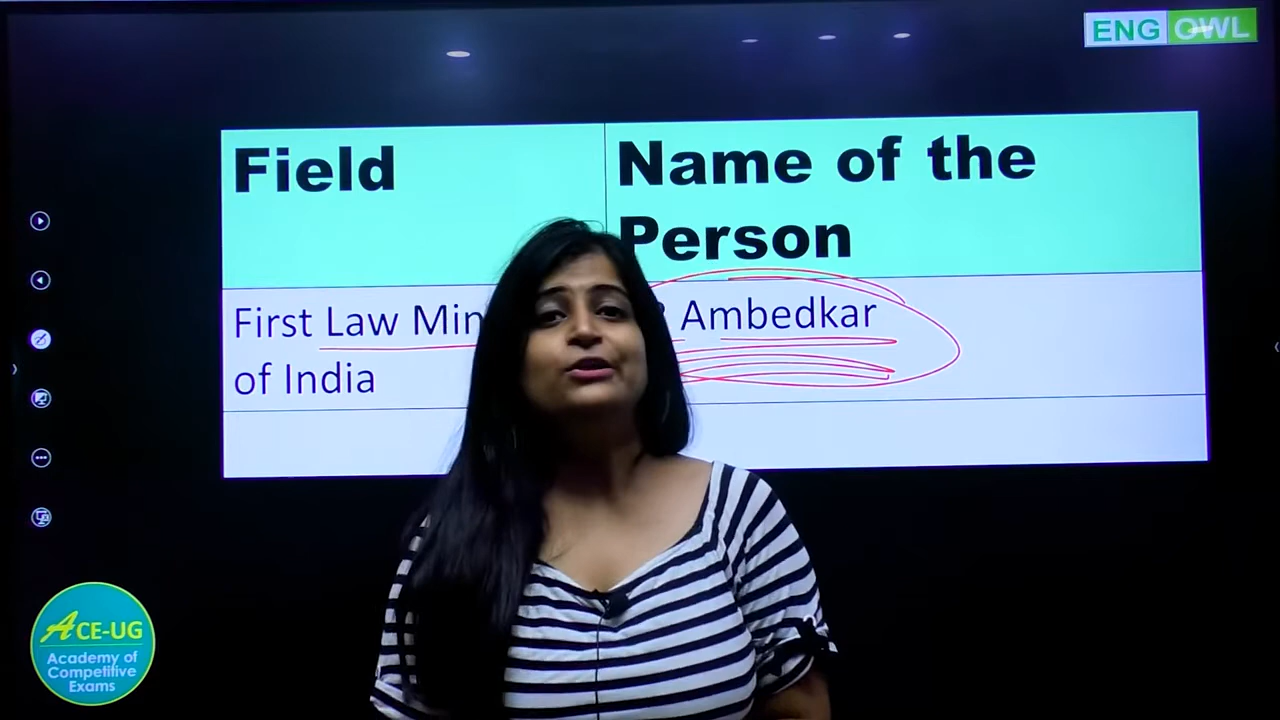 ENG OWL
Field
Name of the
Person
First Law Min
Ambedkar
of India
ACE-UG
Academy of
Competitive
Exams